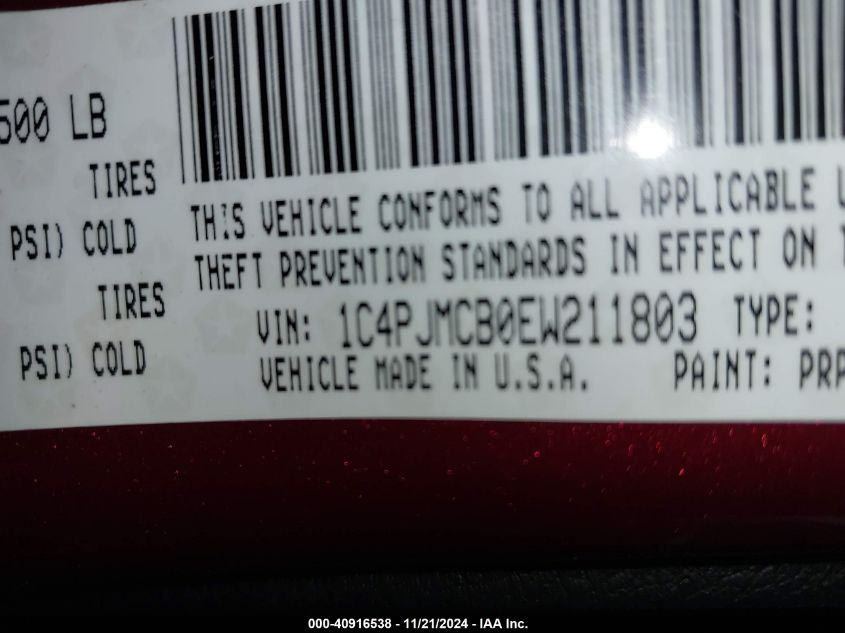 500 LB
TIRES
PSI) COLD
TIRES
PSI) COLD
THIS VEHICLE CONFORMS TO ALL APPLICABLE
THEFT PREVENTION STANDARDS IN EFFECT ON
VIN: 1C4PJMCB0EW211803 TYPE:
VEHICLE MADE IN U.S.A. PAINT: PRP
000-40916538 - 11/21/2024 - IAA Inc.